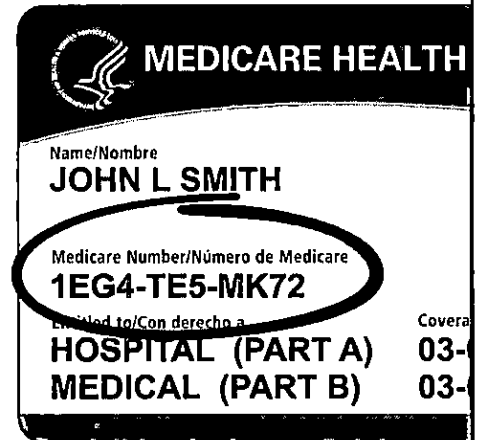 MEDICARE HEALTH
Name/Nombre
JOHN L SMITH
Medicare Number/Número de Medicare
1EG4-TE5-MK72
Entitled to/Con derecho a
HOSPITAL (PART A)
03-
MEDICAL (PART B)
03-